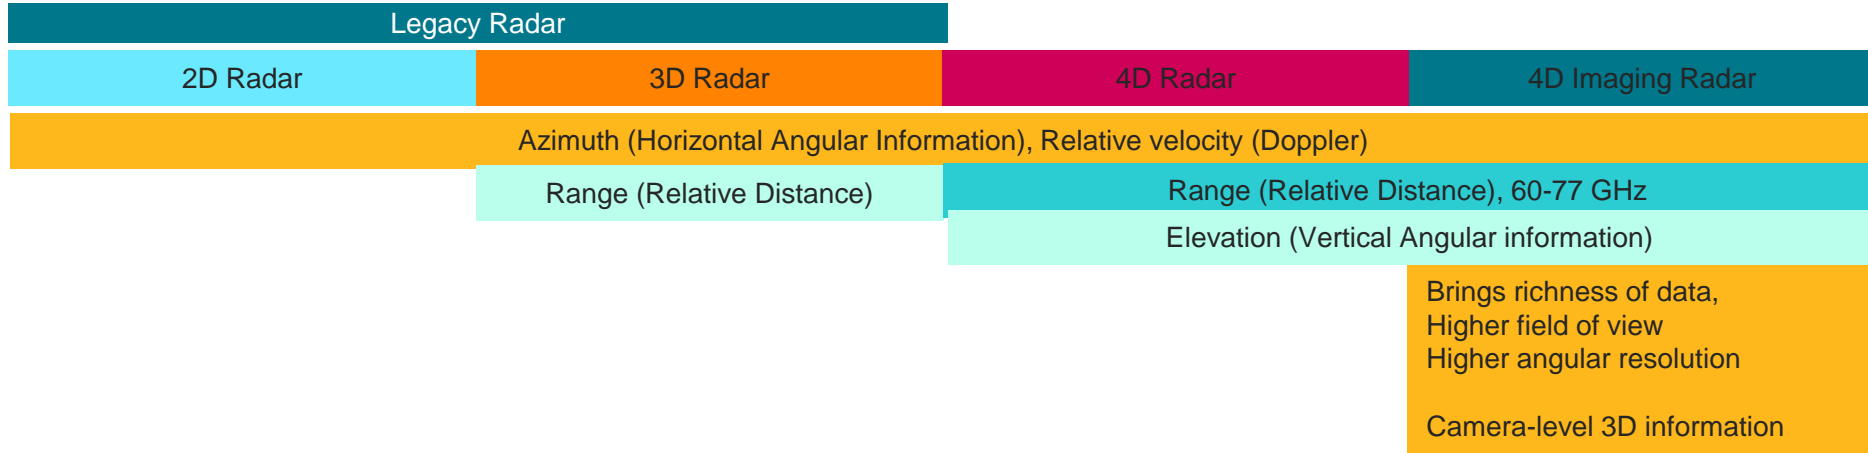 Legacy Radar
2D Radar
3D Radar
4D Radar
4D Imaging Radar
Azimuth (Horizontal Angular Information), Relative velocity (Doppler)
Range (Relative Distance)
Range (Relative Distance), 60-77 GHz
Elevation (Vertical Angular information)
Brings richness of data,
Higher field of view
Higher angular resolution
Camera-level 3D information